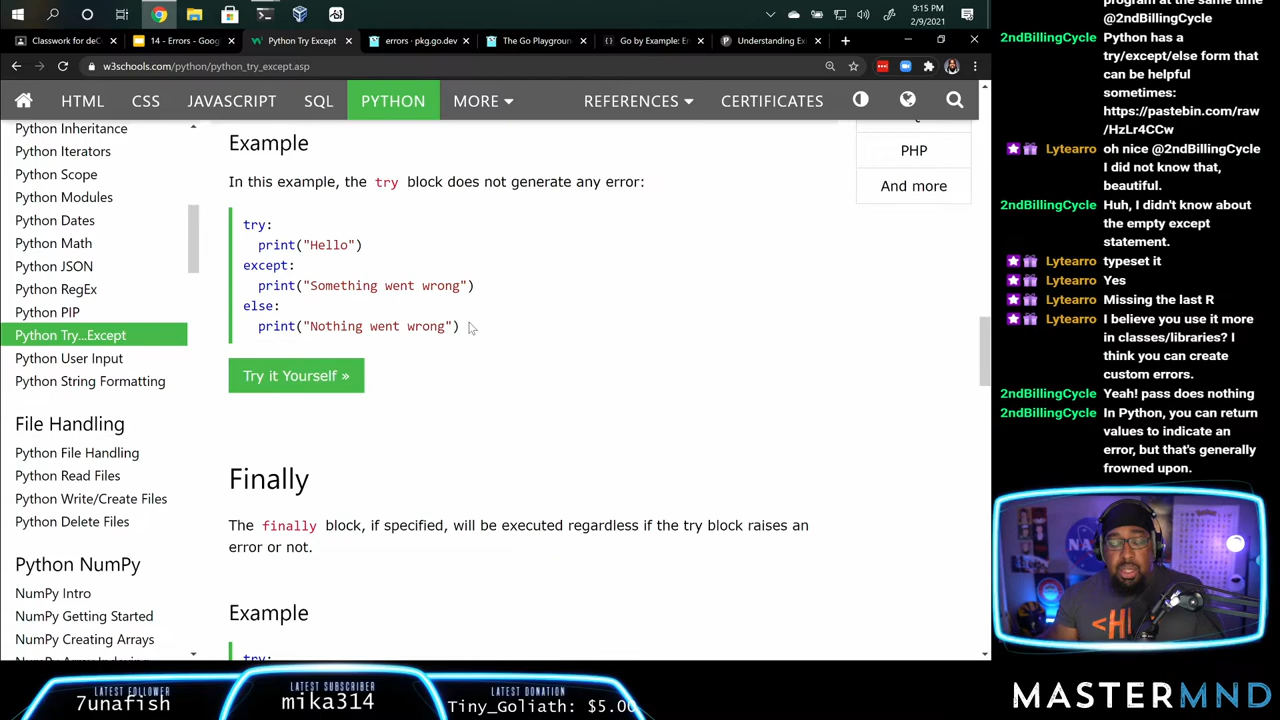 9:15 PM
2/9/2021
Classwork for deC
14 - Errors - Goog
Python Try Except
errors · pkg.go.dev
The Go Playgroun
Go by Example: E
Understanding Ex
w3schools.com/python/python_try_except.asp
HTML
CSS
JAVASCRIPT
SQL
PYTHON
MORE
REFERENCES
CERTIFICATES
Python Inheritance
Python Iterators
Python Scope
Python Modules
Python Dates
Python Math
Python JSON
Python RegEx
Python PIP
Python Try...Except
Python User Input
Python String Formatting
File Handling
Python File Handling
Python Read Files
Python Write/Create Files
Python Delete Files
Python NumPy
NumPy Intro
NumPy Getting Started
NumPy Creating Arrays
Example
In this example, the try block does not generate any error:
try:
print("Hello")
except:
print("Something went wrong")
else:
print("Nothing went wrong")
Try it Yourself »
Finally
The finally block, if specified, will be executed regardless if the try block raises an
error or not.
Example
try:
PHP
And more
program at the same time
@2ndBillingCycle
2ndBillingCycle Python has a
try/except/else form that
can be helpful
sometimes:
https://pastebin.com/raw
/HzLr4CCw
Lytearro oh nice @2ndBillingCycle
I did not know that,
beautiful.
2ndBillingCycle Huh, I didn't know about
the empty except
statement.
Lytearro typeset it
Lytearro Yes
Lytearro Missing the last R
Lytearro I believe you use it more
in classes/libraries? I
think you can create
custom errors.
2ndBillingCycle Yeah! pass does nothing
2ndBillingCycle In Python, you can return
values to indicate an
error, but that's generally
frowned upon.
NASA
<H
LATEST FOLLOWER
7unafish
LATEST SUBSCRIBER
mika314
LATEST DONATION
Tiny_Goliath: $5.00
MASTERMND